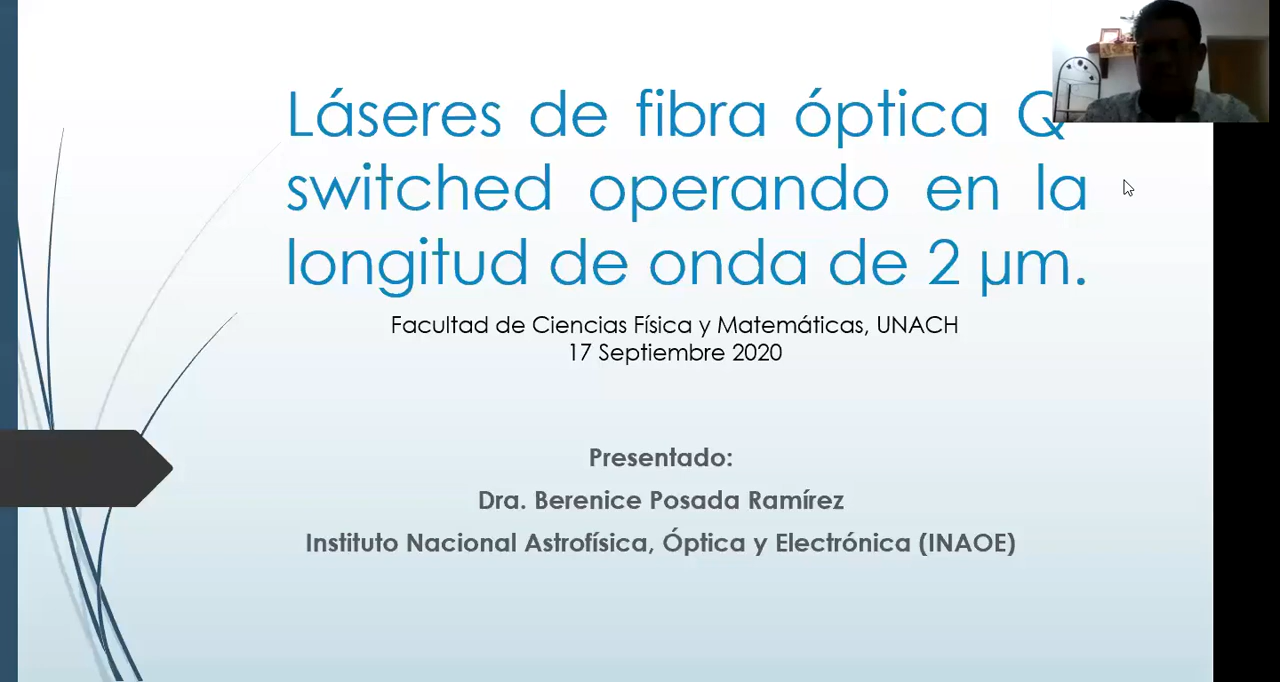 Láseres de fibra óptica Q
switched operando en la
longitud de onda de 2 µm.
Facultad de Ciencias Física y Matemáticas, UNACH
17 Septiembre 2020
Presentado:
Dra. Berenice Posada Ramírez
Instituto Nacional Astrofísica, Óptica y Electrónica (INAOE)